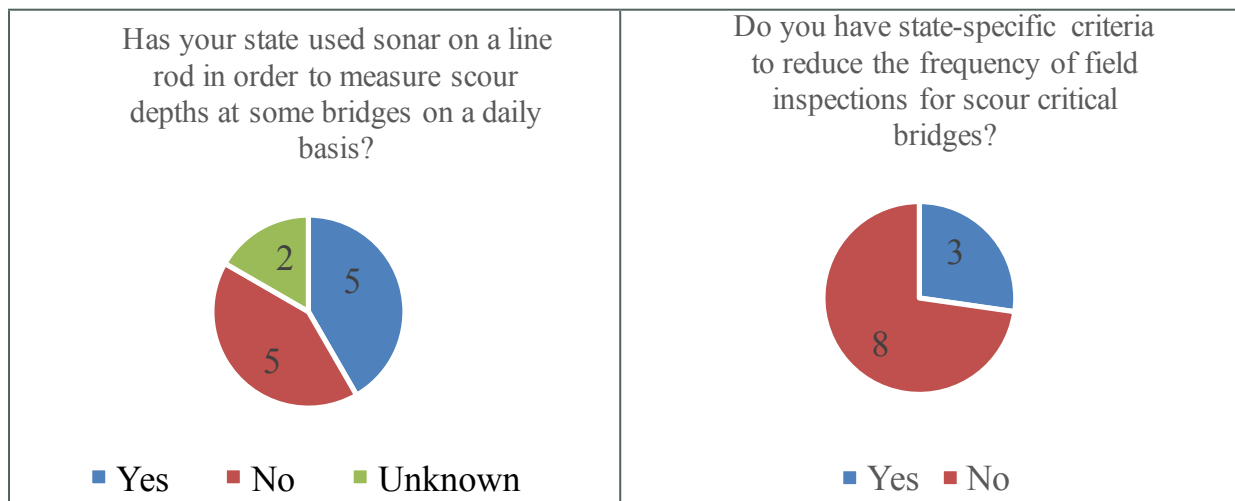 Has your state used sonar on a line
rod in order to measure scour
depths at some bridges on a daily
basis?
2
5
5
Yes No Unknown
Do you have state-specific criteria
to reduce the frequency of field
inspections for scour critical
bridges?
3
8
Yes No